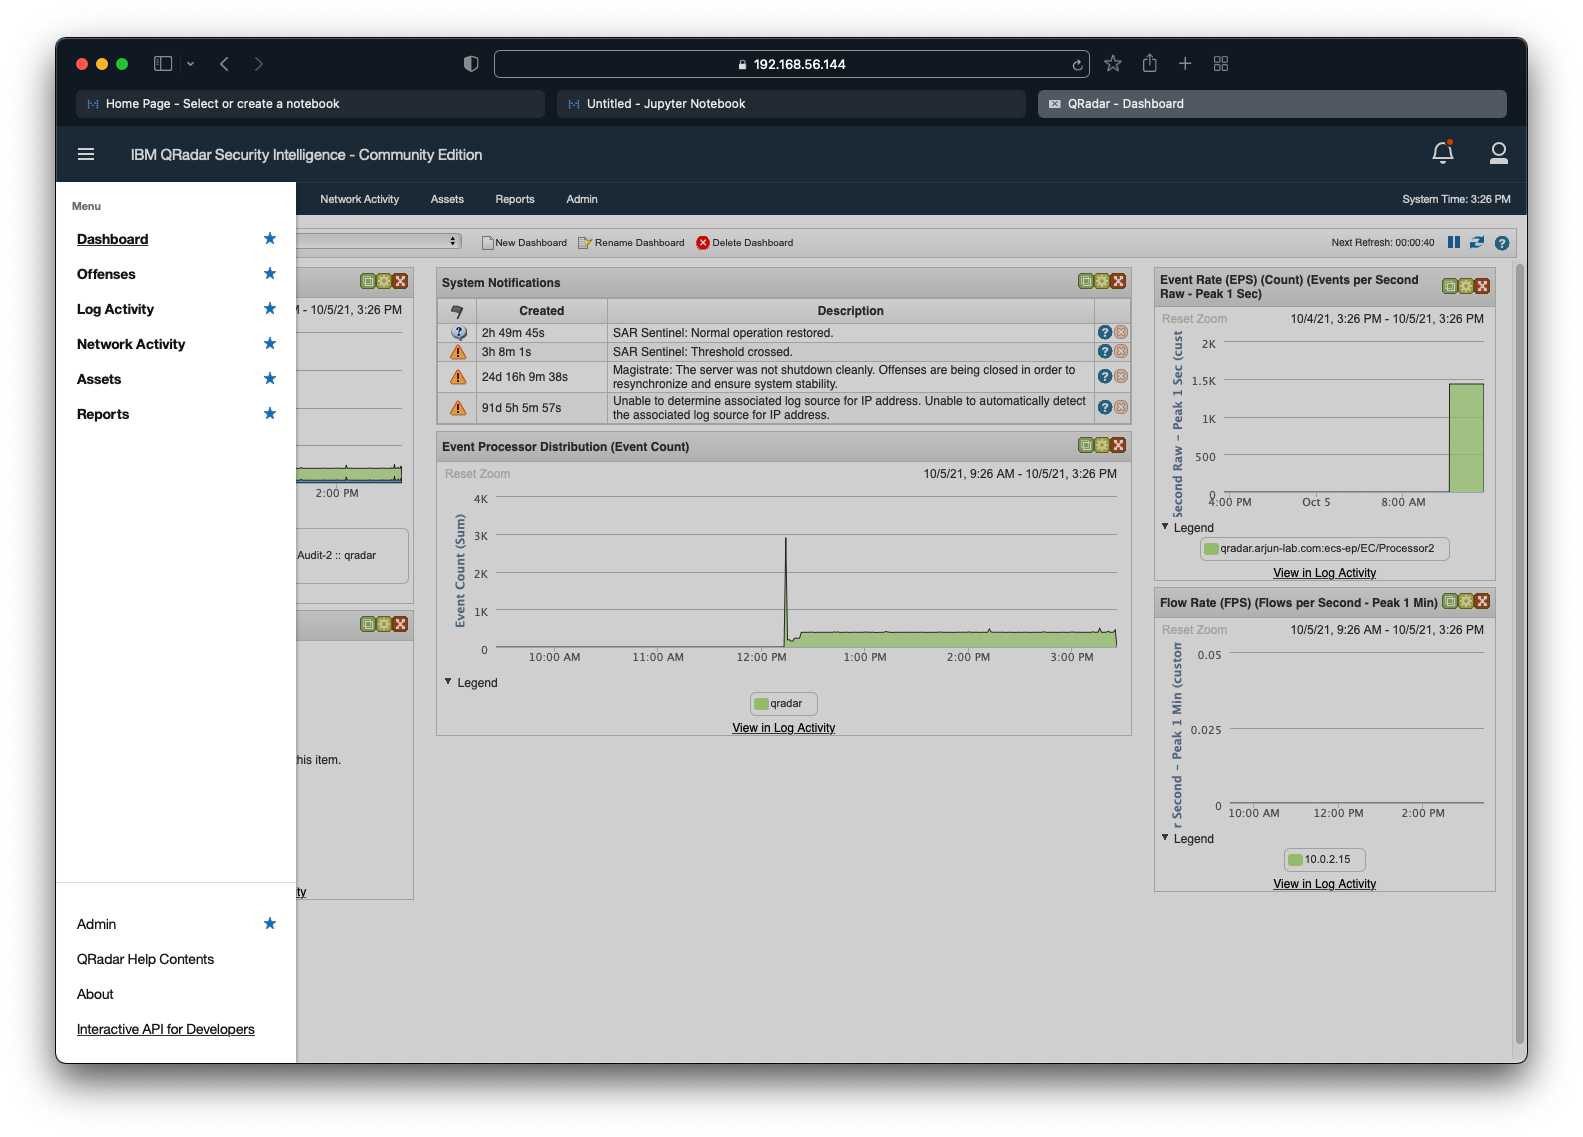 192.168.56.144
Home Page - Select or create a notebook
Untitled - Jupyter Notebook
QRadar - Dashboard
IBM QRadar Security Intelligence - Community Edition
Menu
Dashboard
Offenses
Log Activity
Network Activity
Assets
Reports
Admin
QRadar Help Contents
About
Interactive API for Developers
Network Activity
Assets
Reports
Admin
System Time: 3:26 PM
New Dashboard
Rename Dashboard
Delete Dashboard
Next Refresh: 00:00:40
- 10/5/21, 3:26 PM
2:00 PM
Audit-2 :: qradar
this item.
ty
System Notifications
Created
Description
2h 49m 45s
SAR Sentinel: Normal operation restored.
3h 8m 1s
SAR Sentinel: Threshold crossed.
24d 16h 9m 38s
Magistrate: The server was not shutdown cleanly. Offenses are being closed in order to
resynchronize and ensure system stability.
91d 5h 5m 57s
Unable to determine associated log source for IP address. Unable to automatically detect
the associated log source for IP address.
Event Processor Distribution (Event Count)
Reset Zoom
10/5/21, 9:26 AM - 10/5/21, 3:26 PM
Event Count (Sum)
4K
3K
2K
1K
0
10:00 AM
11:00 AM
12:00 PM
1:00 PM
2:00 PM
3:00 PM
Legend
qradar
View in Log Activity
Event Rate (EPS) (Count) (Events per Second
Raw - Peak 1 Sec)
Reset Zoom
10/4/21, 3:26 PM - 10/5/21, 3:26 PM
Second Raw – Peak 1 Sec (cust
2K
1.5K
1K
500
0
4:00 PM
Oct 5
8:00 AM
Legend
qradar.arjun-lab.com:ecs-ep/EC/Processor2
View in Log Activity
Flow Rate (FPS) (Flows per Second - Peak 1 Min)
Reset Zoom
10/5/21, 9:26 AM - 10/5/21, 3:26 PM
r Second – Peak 1 Min (custom
0.05
0.025
0
10:00 AM
12:00 PM
2:00 PM
Legend
10.0.2.15
View in Log Activity